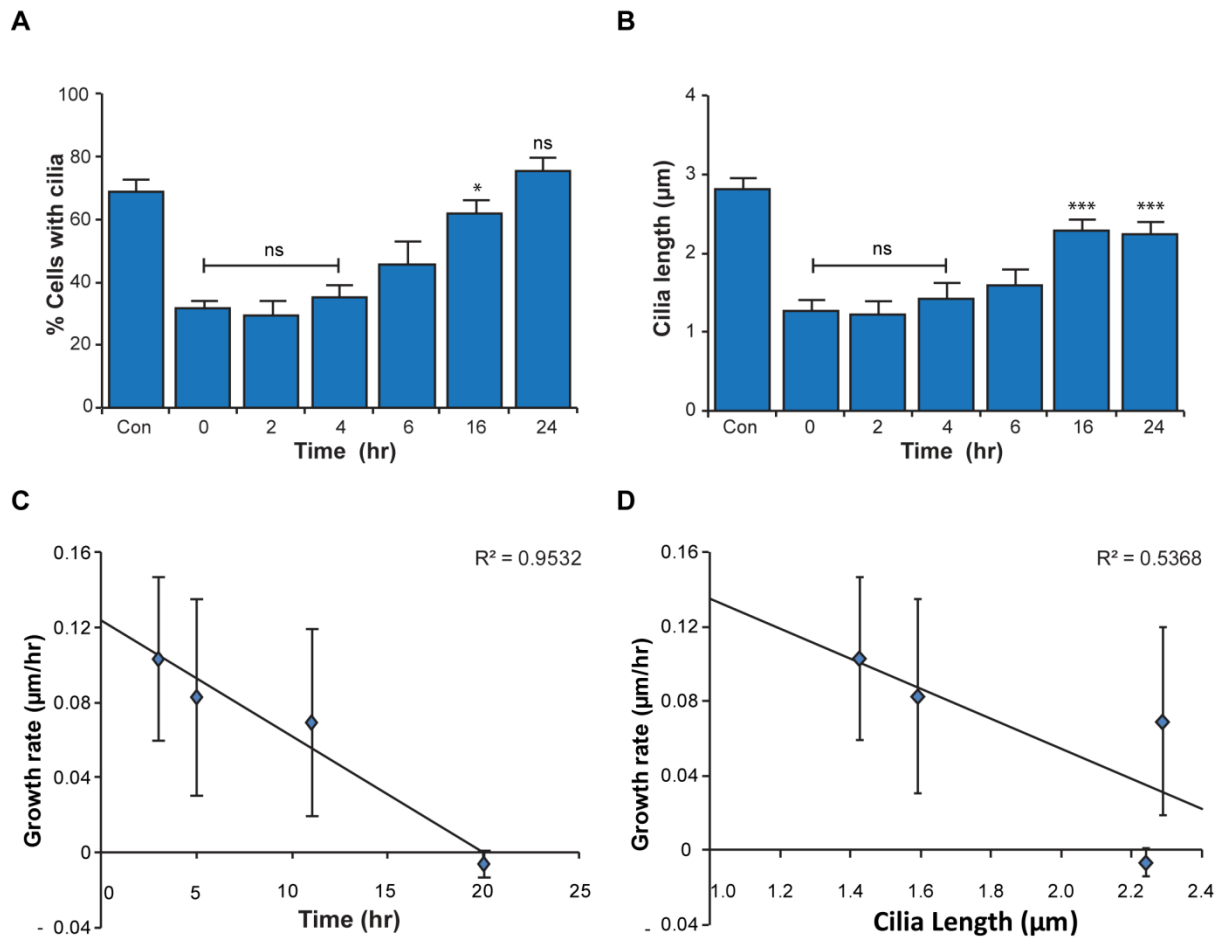 A
B
% Cells with cilia
100
80
60
40
20
0
ns
*
ns
Con 0 2 4 6 16 24
Time (hr)
Cilia length (µm)
4
3
2
1
0
ns
*** ***
Con 0 2 4 6 16 24
Time (hr)
C
D
Growth rate (µm/hr)
0.16
0.12
0.08
0.04
0
- 0.04
R² = 0.9532
0 5 10 15 20 25
Time (hr)
Growth rate (µm/hr)
0.16
0.12
0.08
0.04
0
- 0.04
R² = 0.5368
1.0 1.2 1.4 1.6 1.8 2.0 2.2 2.4
Cilia Length (µm)